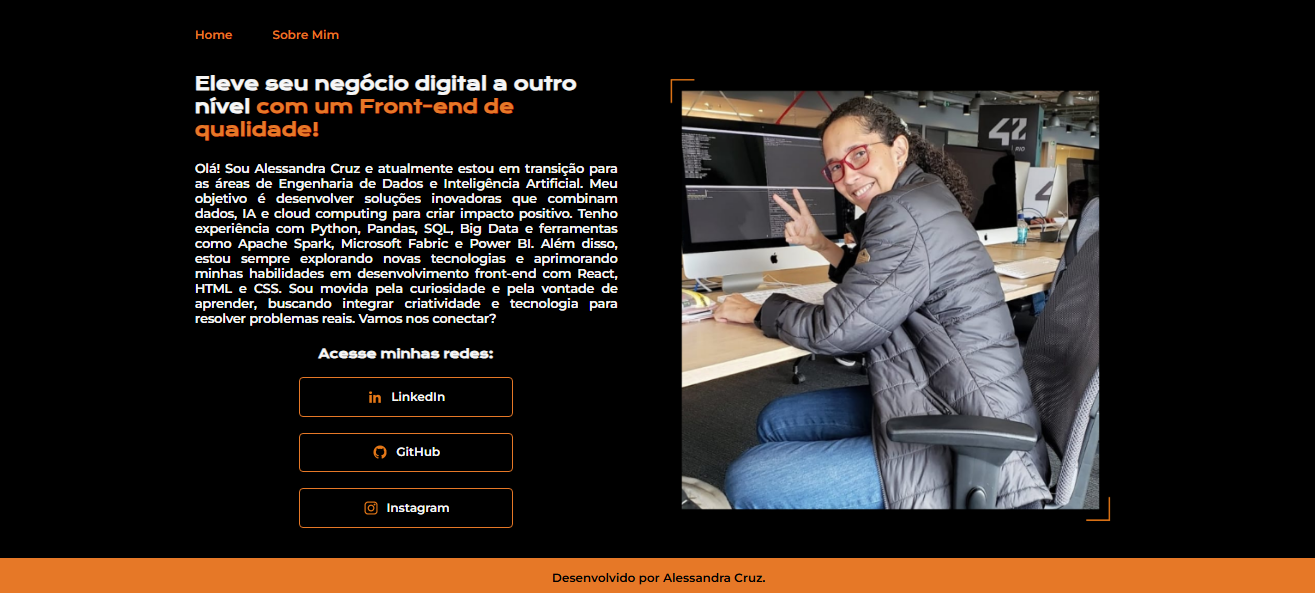 Home
Sobre Mim
Eleve seu negócio digital a outro
nível com um Front-end de
qualidade!
Olá! Sou Alessandra Cruz e atualmente estou em transição para
as áreas de Engenharia de Dados e Inteligência Artificial. Meu
objetivo é desenvolver soluções inovadoras que combinam
dados, IA e cloud computing para criar impacto positivo. Tenho
experiência com Python, Pandas, SQL, Big Data e ferramentas
como Apache Spark, Microsoft Fabric e Power BI. Além disso,
estou sempre explorando novas tecnologias e aprimorando
minhas habilidades em desenvolvimento front-end com React,
HTML e CSS. Sou movida pela curiosidade e pela vontade de
aprender, buscando integrar criatividade e tecnologia para
resolver problemas reais. Vamos nos conectar?
Acesse minhas redes:
LinkedIn
GitHub
Instagram
42
RIO
Desenvolvido por Alessandra Cruz.